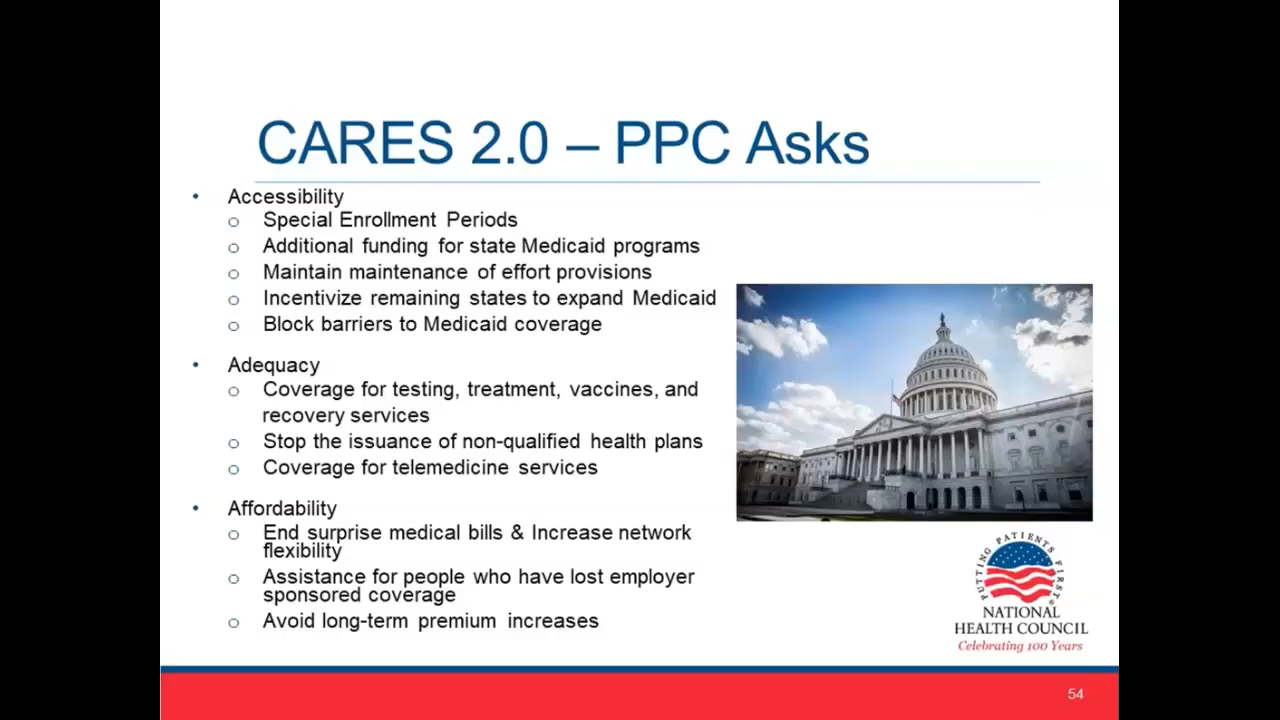 CARES 2.0 – PPC Asks
• Accessibility
o Special Enrollment Periods
o Additional funding for state Medicaid programs
o Maintain maintenance of effort provisions
o Incentivize remaining states to expand Medicaid
o Block barriers to Medicaid coverage
• Adequacy
o Coverage for testing, treatment, vaccines, and
recovery services
o Stop the issuance of non-qualified health plans
o Coverage for telemedicine services
• Affordability
o End surprise medical bills & Increase network
flexibility
o Assistance for people who have lost employer
sponsored coverage
o Avoid long-term premium increases
PUTTING PATIENTS FIRST®
NATIONAL
HEALTH COUNCIL
Celebrating 100 Years
54